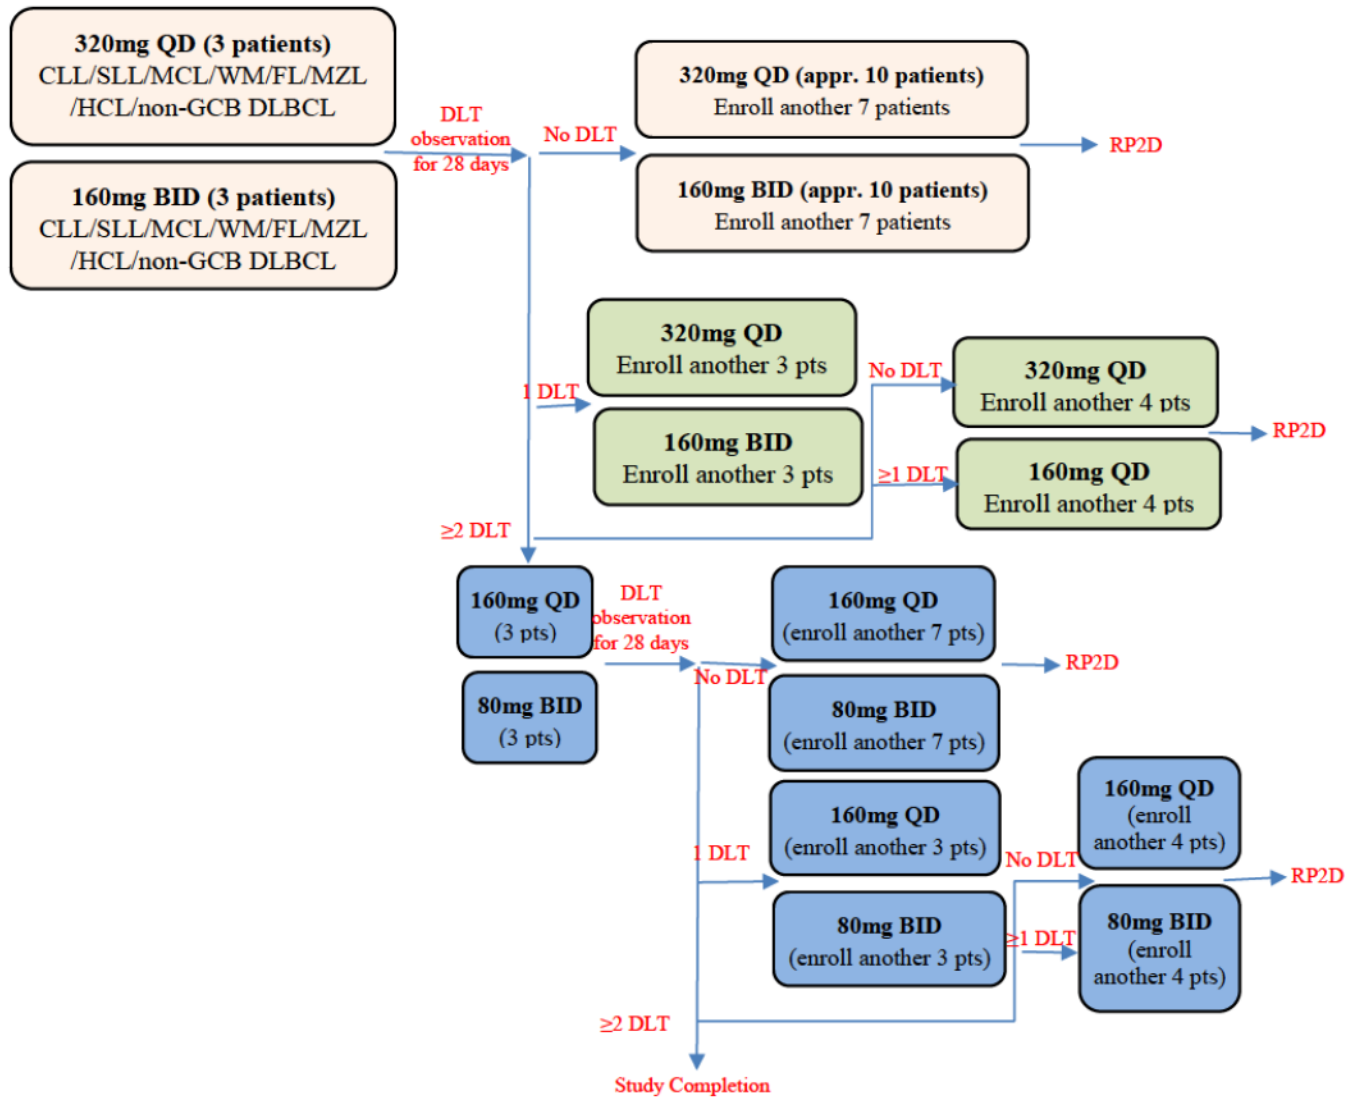 320mg QD (3 patients)
CLL/SLL/MCL/WM/FL/MZL
/HCL/non-GCB DLBCL
160mg BID (3 patients)
CLL/SLL/MCL/WM/FL/MZL
/HCL/non-GCB DLBCL
DLT
observation
for 28 days
No DLT
320mg QD (appr. 10 patients)
Enroll another 7 patients
160mg BID (appr. 10 patients)
Enroll another 7 patients
RP2D
1 DLT
320mg QD
Enroll another 3 pts
160mg BID
Enroll another 3 pts
No DLT
≥1 DLT
320mg QD
Enroll another 4 pts
160mg QD
Enroll another 4 pts
RP2D
≥2 DLT
160mg QD
(3 pts)
80mg BID
(3 pts)
DLT
observation
for 28 days
No DLT
160mg QD
(enroll another 7 pts)
80mg BID
(enroll another 7 pts)
RP2D
1 DLT
160mg QD
(enroll another 3 pts)
80mg BID
(enroll another 3 pts)
No DLT
≥1 DLT
160mg QD
(enroll
another 4 pts)
80mg BID
(enroll
another 4 pts)
RP2D
≥2 DLT
Study Completion